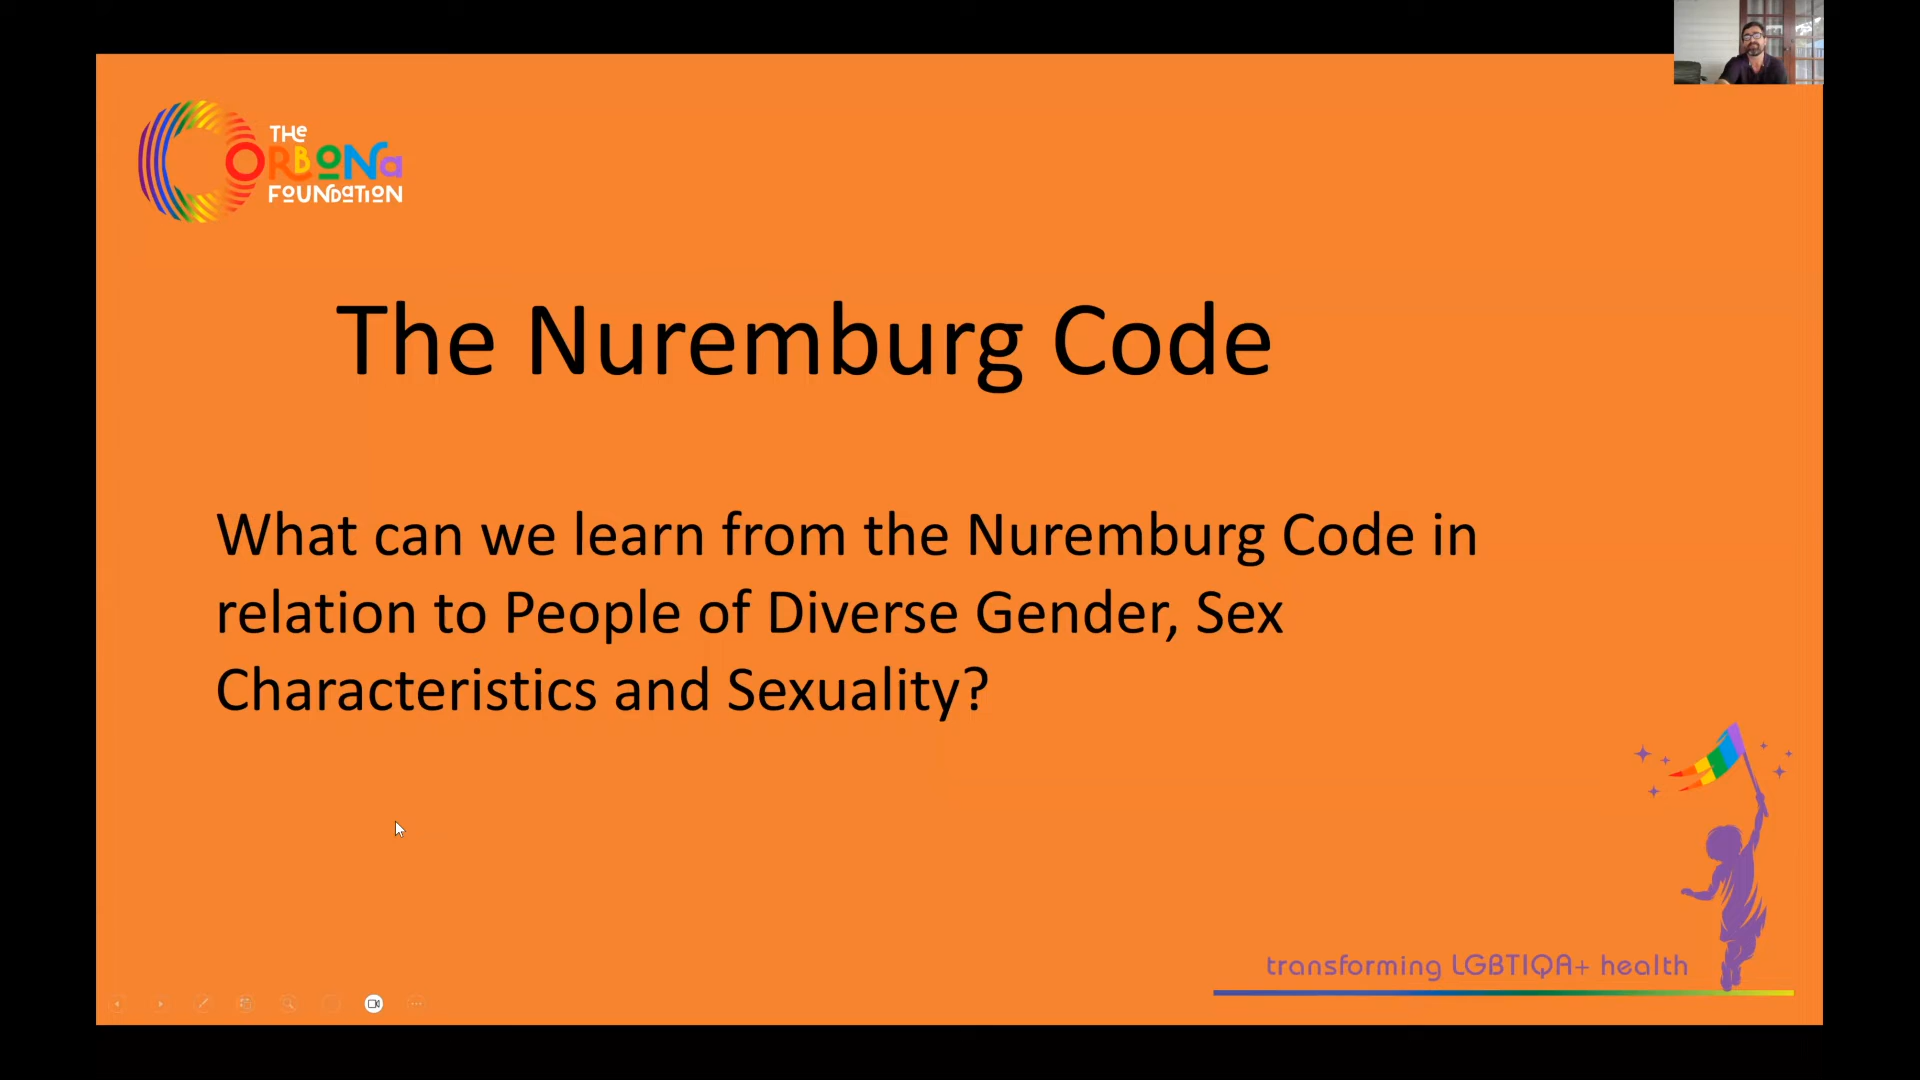 THe
ORBONa
FOUNDaTION
The Nuremburg Code
What can we learn from the Nuremburg Code in
relation to People of Diverse Gender, Sex
Characteristics and Sexuality?
transforming LGBTIQA+ health